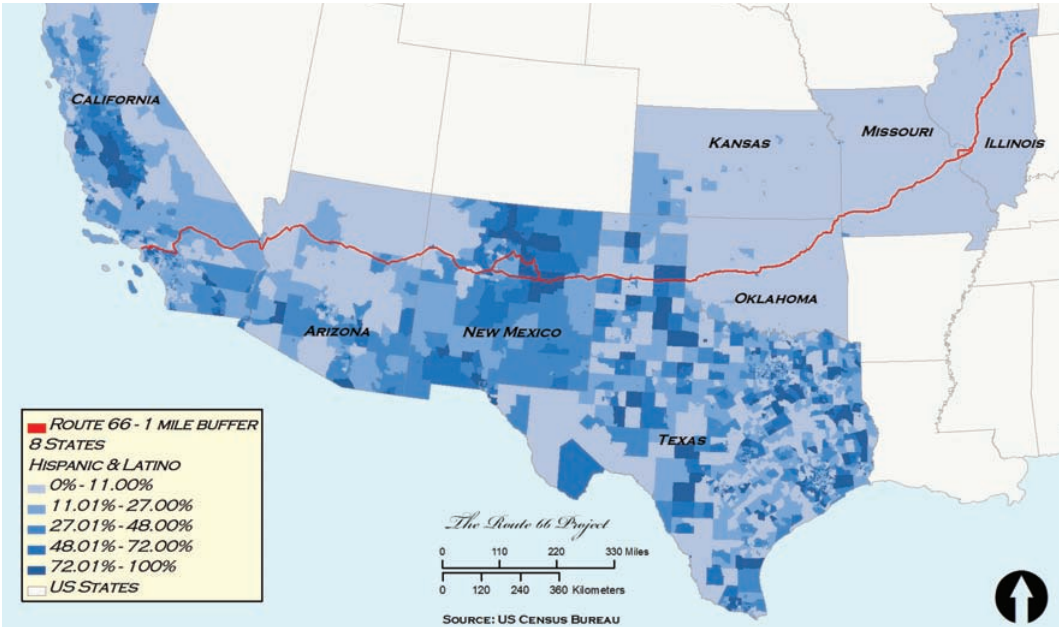 CALIFORNIA
KANSAS
MISSOURI
ILLINOIS
OKLAHOMA
ARIZONA
NEW MEXICO
TEXAS
ROUTE 66 - 1 MILE BUFFER
8 STATES
HISPANIC & LATINO
0% - 11.00%
11.01% - 27.00%
27.01% - 48.00%
48.01% - 72.00%
72.01% - 100%
US STATES
The Route 66 Project
0 110 220 330 Miles
0 120 240 360 Kilometers
SOURCE: US CENSUS BUREAU